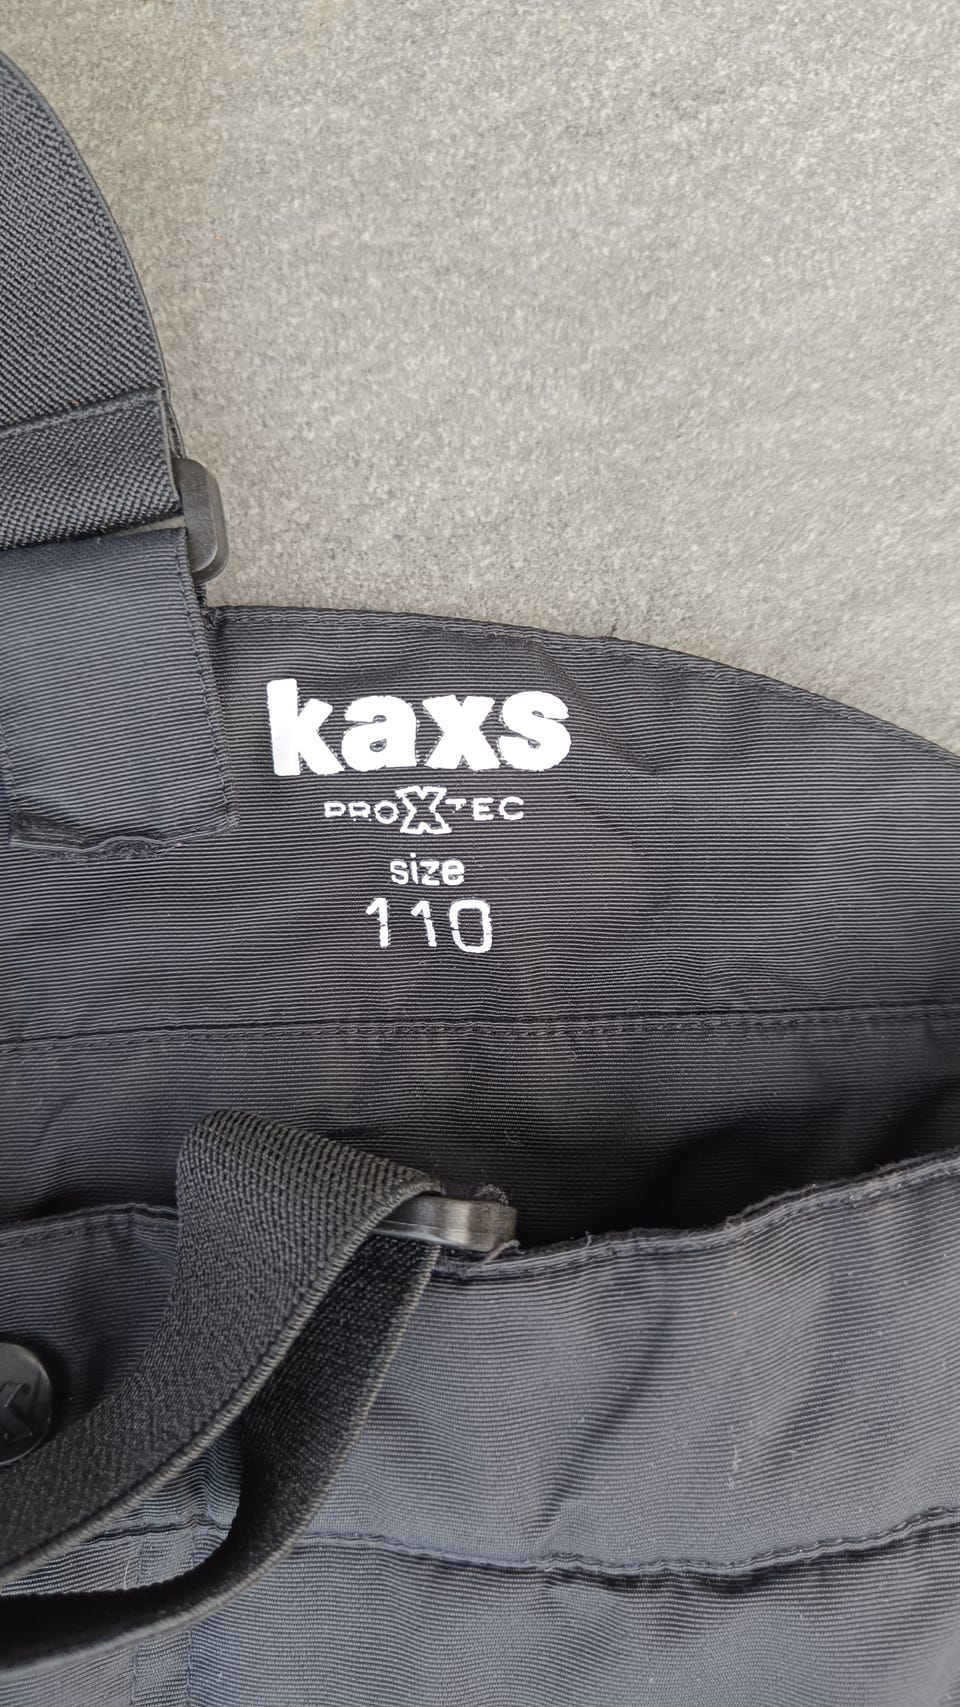 kaxs
PROXTEC
size
110